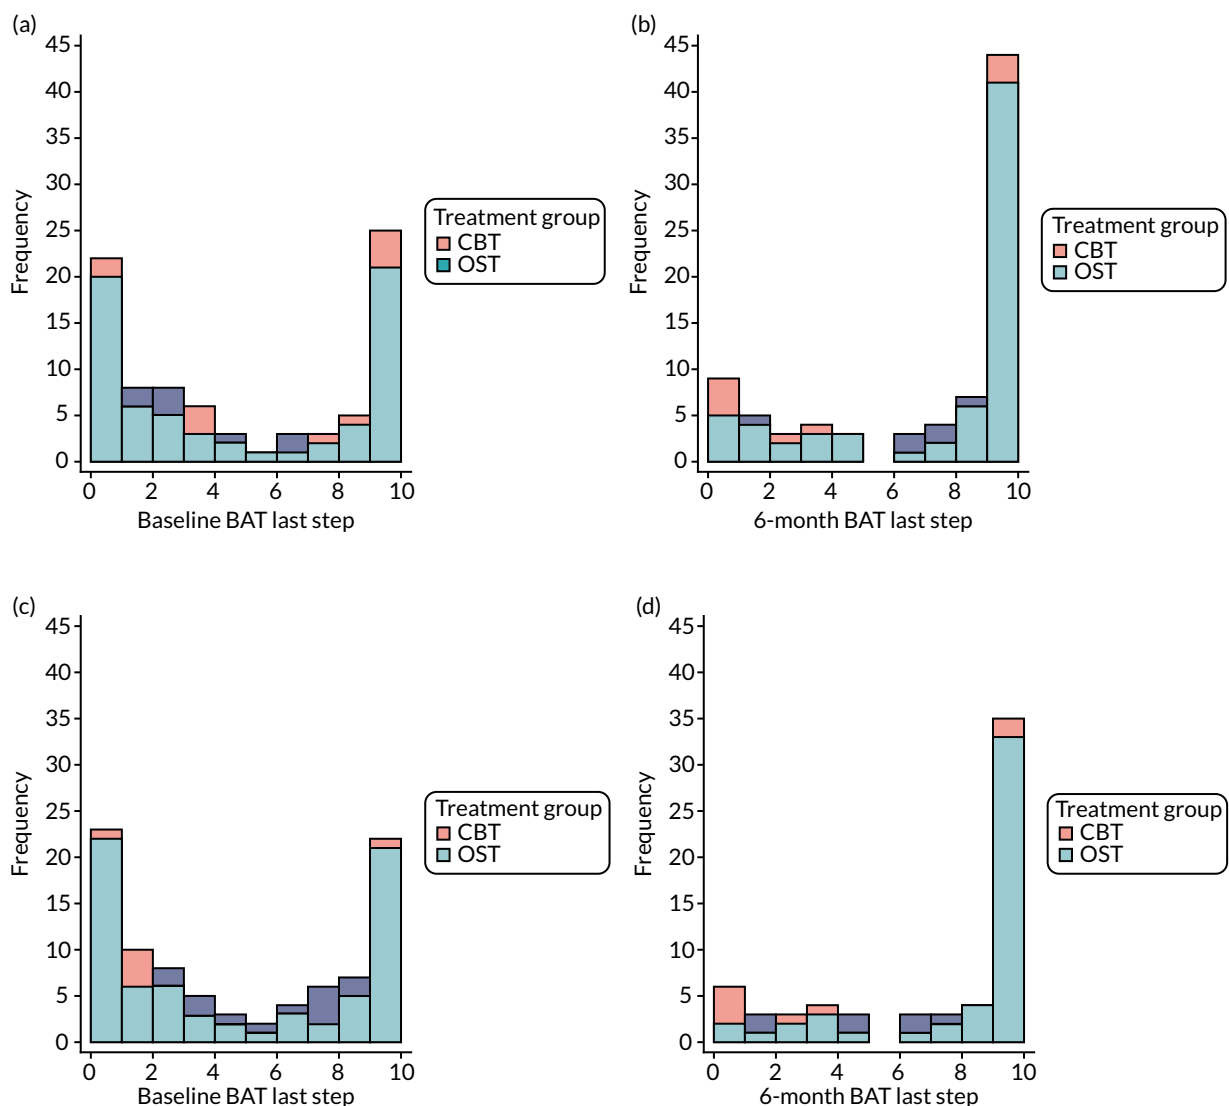 (a)
45
40
35
30
25
20
15
10
5
0
Frequency
0 2 4 6 8 10
Baseline BAT last step
Treatment group
CBT
OST
(b)
45
40
35
30
25
20
15
10
5
0
Frequency
0 2 4 6 8 10
6-month BAT last step
Treatment group
CBT
OST
(c)
45
40
35
30
25
20
15
10
5
0
Frequency
0 2 4 6 8 10
Baseline BAT last step
Treatment group
CBT
OST
(d)
45
40
35
30
25
20
15
10
5
0
Frequency
0 2 4 6 8 10
6-month BAT last step
Treatment group
CBT
OST